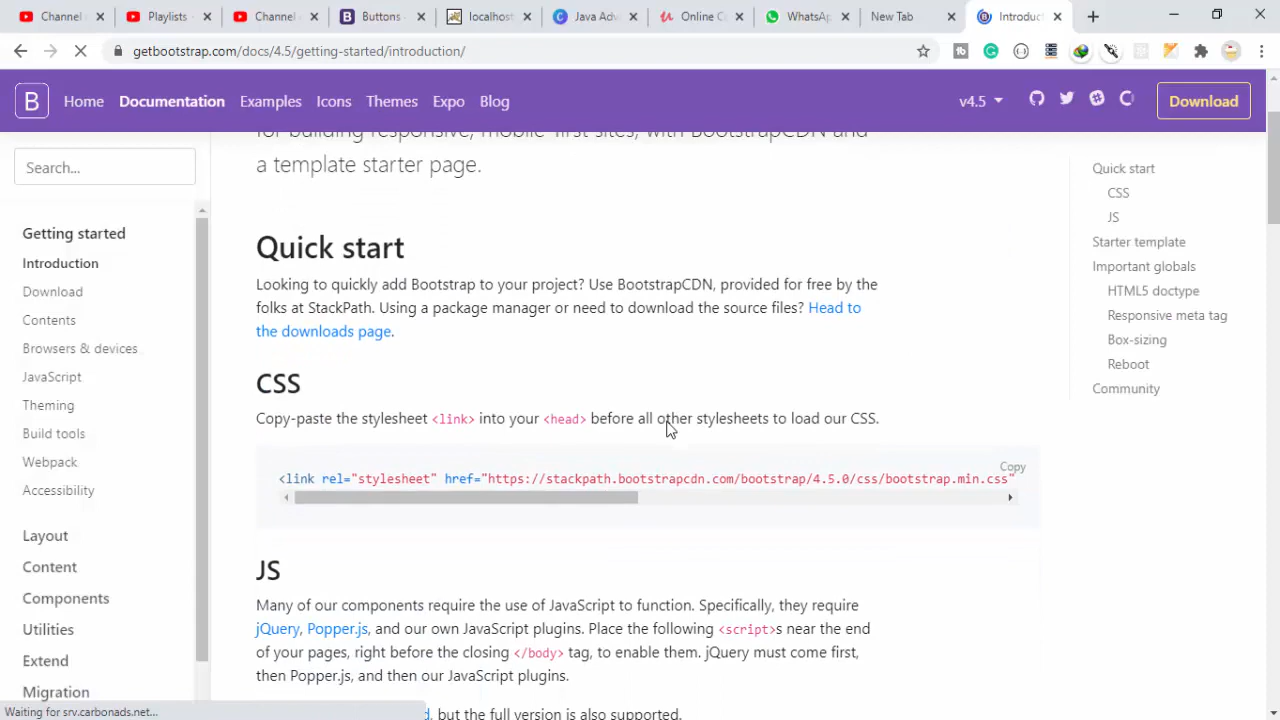 Channel
Playlists -
Channel
Buttons -
localhost
Java Adv
Online C
WhatsAp
New Tab
Introduc
getbootstrap.com/docs/4.5/getting-started/introduction/
B Home Documentation Examples Icons Themes Expo Blog v4.5 Download
for building responsive, mobile-first sites, with BootstrapCDN and
a template starter page.
Search...
Getting started
Introduction
Download
Contents
Browsers & devices
JavaScript
Theming
Build tools
Webpack
Accessibility
Layout
Content
Components
Utilities
Extend
Migration
Quick start
Looking to quickly add Bootstrap to your project? Use BootstrapCDN, provided for free by the
folks at StackPath. Using a package manager or need to download the source files? Head to
the downloads page.
CSS
Copy-paste the stylesheet <link> into your <head> before all other stylesheets to load our CSS.
Copy
<link rel="stylesheet" href="https://stackpath.bootstrapcdn.com/bootstrap/4.5.0/css/bootstrap.min.css"
JS
Many of our components require the use of JavaScript to function. Specifically, they require
jQuery, Popper.js, and our own JavaScript plugins. Place the following <script>s near the end
of your pages, right before the closing </body> tag, to enable them. jQuery must come first,
then Popper.js, and then our JavaScript plugins.
d, but the full version is also supported.
Quick start
CSS
JS
Starter template
Important globals
HTML5 doctype
Responsive meta tag
Box-sizing
Reboot
Community
Waiting for srv.carbonads.net...